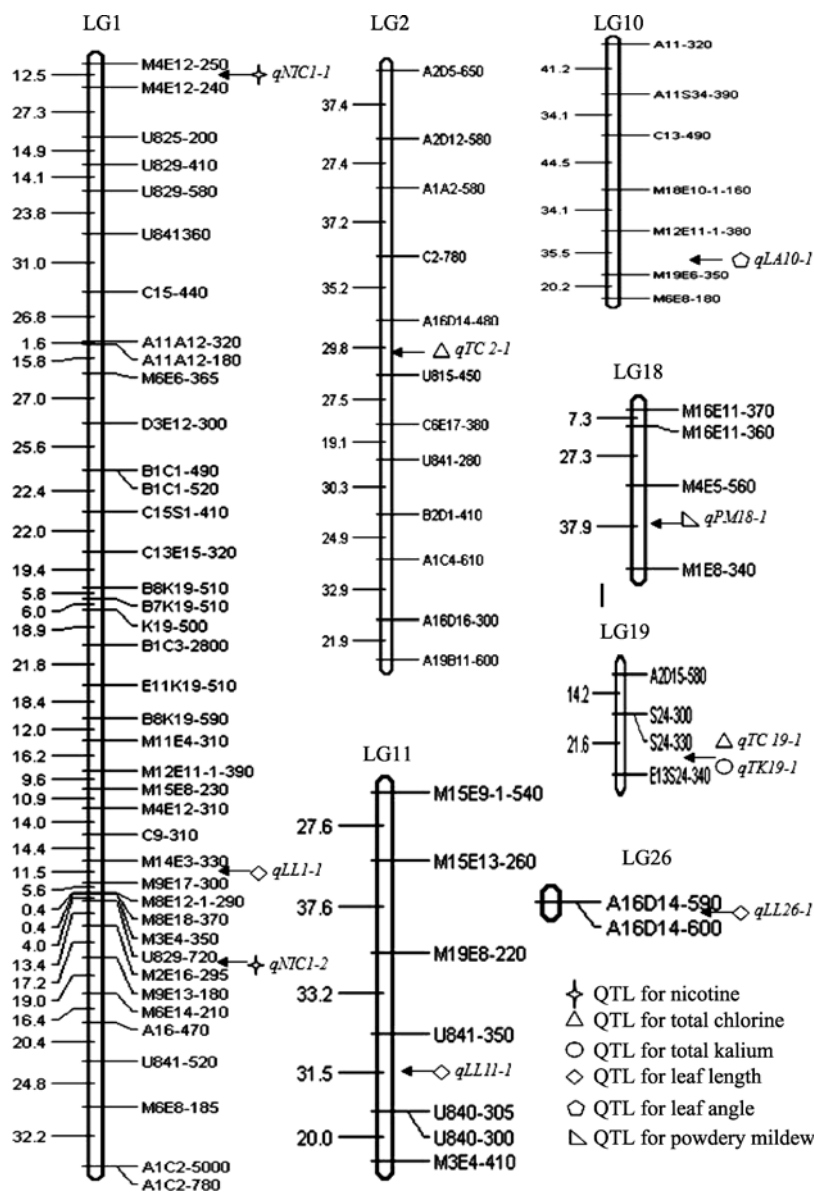 LG1
12.5
27.3
14.9
14.1
23.8
31.0
26.8
1.6
15.8
27.0
25.6
22.4
22.0
19.4
5.8
6.0
18.9
21.8
18.4
12.0
16.2
9.6
10.9
14.0
14.4
11.5
5.6
0.4
0.4
4.0
13.4
17.2
19.0
16.4
20.4
24.8
32.2
M4E12-250
M4E12-240
U825-200
U829-410
U829-580
U841360
C15-440
A11A12-320
A11A12-180
M6E6-365
D3E12-300
B1C1-490
B1C1-520
C15S1-410
C13E15-320
B8K19-510
B7K19-510
K19-500
B1C3-2800
E11K19-510
B8K19-590
M11E4-310
M12E11-1-390
M15E8-230
M4E12-310
C9-310
M14E3-330
M9E17-300
M8E12-1-290
M8E18-370
M3E4-350
U829-720
M2E16-295
M9E13-180
M6E14-210
A16-470
U841-520
M6E8-185
A1C2-5000
A1C2-780
qNIC1-1
qLL1-1
qNIC1-2
LG2
37.4
27.4
37.2
35.2
29.8
27.5
19.1
30.3
24.9
32.9
21.9
A2D5-650
A2D12-580
A1A2-580
C2-780
A16D14-480
U815-450
C6E17-380
U841-280
B2D1-410
A1C4-610
A16D16-300
A19B11-600
qTC 2-1
LG11
27.6
37.6
33.2
31.5
20.0
M15E9-1-540
M15E13-260
M19E8-220
U841-350
U840-305
U840-300
M3E4-410
qLL11-1
LG10
41.2
34.1
44.5
34.1
35.5
20.2
A11-320
A11S34-390
C13-490
M18E10-1-160
M12E11-1-380
M19E6-350
M6E8-180
qLA10-1
LG18
7.3
27.3
37.9
M16E11-370
M16E11-360
M4E5-560
M1E8-340
qPM18-1
LG19
14.2
21.6
A2D15-580
S24-300
S24-330
E13S24-340
qTC 19-1
qTK19-1
LG26
A16D14-590
A16D14-600
qLL26-1
QTL for nicotine
QTL for total chlorine
QTL for total kalium
QTL for leaf length
QTL for leaf angle
QTL for powdery mildew